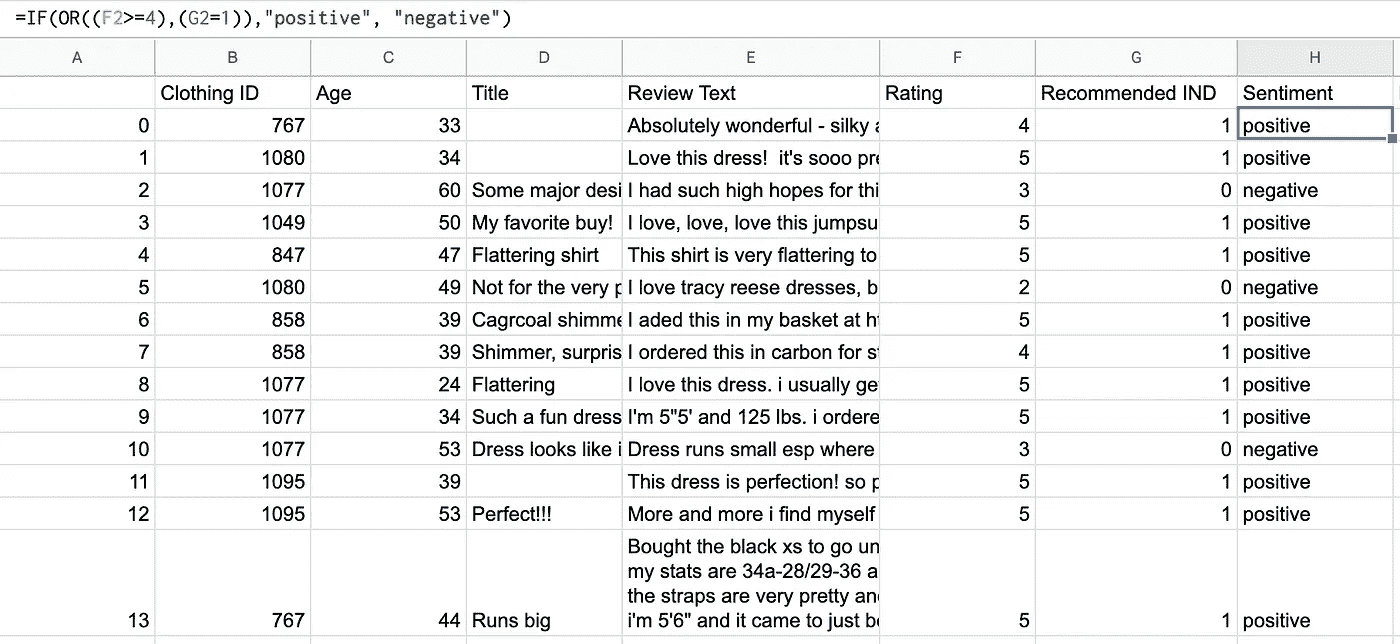 =IF(OR((F2>=4),(G2=1)),"positive", "negative")
A B C D E F G H
Clothing ID Age Title Review Text Rating Recommended IND Sentiment
0 767 33 Absolutely wonderful - silky 4 1 positive
1 1080 34 Love this dress!  it's sooo 5 1 positive
2 1077 60 Some major I had such high hopes for 3 0 negative
3 1049 50 My favorite buy! I love, love, love this 5 1 positive
4 847 47 Flattering shirt This shirt is very flattering to 5 1 positive
5 1080 49 Not for the very I love tracy reese dresses, 2 0 negative
6 858 39 Cagrcoal I aded this in my basket at 5 1 positive
7 858 39 Shimmer, I ordered this in carbon for 4 1 positive
8 1077 24 Flattering I love this dress. i usually 5 1 positive
9 1077 34 Such a fun dress I'm 5"5' and 125 lbs. i 5 1 positive
10 1077 53 Dress looks like Dress runs small esp where 3 0 negative
11 1095 39 This dress is perfection! so 5 1 positive
12 1095 53 Perfect!!! More and more i find myself 5 1 positive
Bought the black xs to go
my stats are 34a-28/29-36
the straps are very pretty
13 767 44 Runs big i'm 5'6" and it came to just 5 1 positive